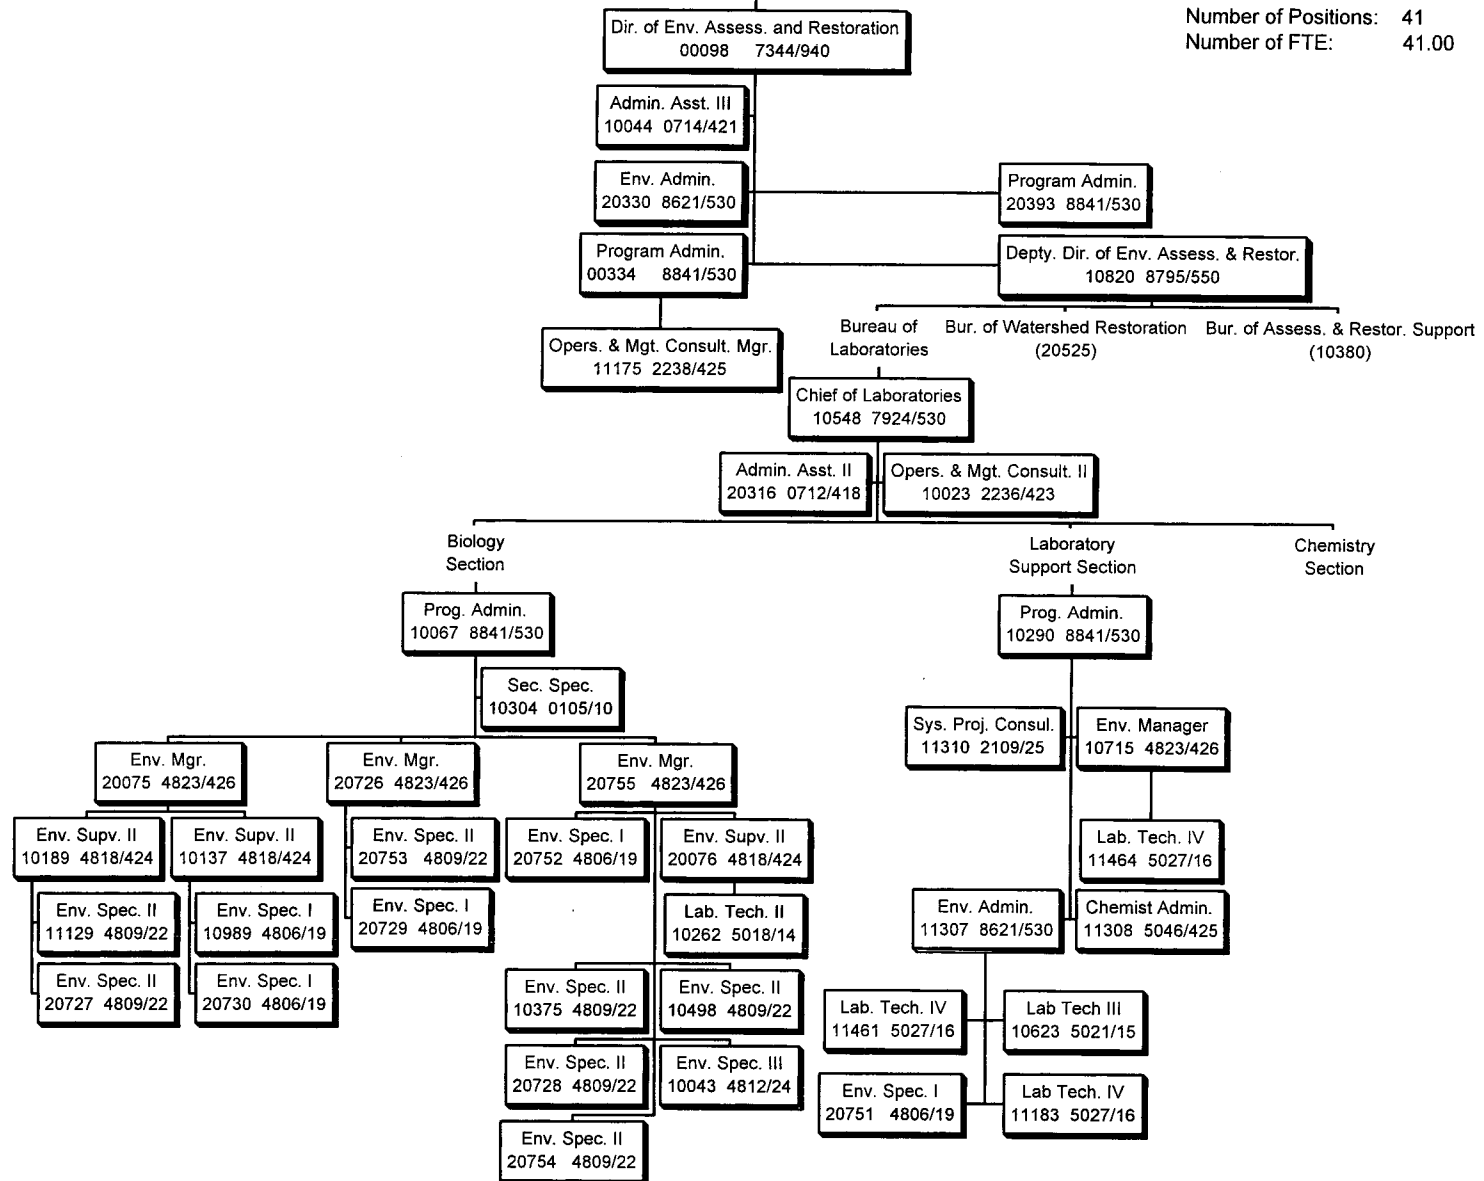 Number of Positions: 41
Number of FTE: 41.00
Dir. of Env. Assess. and Restoration
00098 7344/940
Admin. Asst. III
10044 0714/421
Env. Admin.
20330 8621/530
Program Admin.
20393 8841/530
Program Admin.
00334 8841/530
Depty. Dir. of Env. Assess. & Restor.
10820 8795/550
Opers. & Mgt. Consult. Mgr.
11175 2238/425
Bureau of
Laboratories
Bur. of Watershed Restoration
(20525)
Bur. of Assess. & Restor. Support
(10380)
Chief of Laboratories
10548 7924/530
Admin. Asst. II
20316 0712/418
Opers. & Mgt. Consult. II
10023 2236/423
Biology
Section
Laboratory
Support Section
Chemistry
Section
Prog. Admin.
10067 8841/530
Prog. Admin.
10290 8841/530
Sec. Spec.
10304 0105/10
Sys. Proj. Consul.
11310 2109/25
Env. Manager
10715 4823/426
Env. Mgr.
20075 4823/426
Env. Mgr.
20726 4823/426
Env. Mgr.
20755 4823/426
Env. Supv. II
10189 4818/424
Env. Supv. II
10137 4818/424
Env. Spec. II
20753 4809/22
Env. Spec. I
20752 4806/19
Env. Supv. II
20076 4818/424
Lab. Tech. IV
11464 5027/16
Env. Spec. II
11129 4809/22
Env. Spec. I
10989 4806/19
Env. Spec. I
20729 4806/19
Lab. Tech. II
10262 5018/14
Env. Admin.
11307 8621/530
Chemist Admin.
11308 5046/425
Env. Spec. II
20727 4809/22
Env. Spec. I
20730 4806/19
Env. Spec. II
10375 4809/22
Env. Spec. II
10498 4809/22
Lab. Tech. IV
11461 5027/16
Lab Tech III
10623 5021/15
Env. Spec. II
20728 4809/22
Env. Spec. III
10043 4812/24
Env. Spec. I
20751 4806/19
Lab Tech. IV
11183 5027/16
Env. Spec. II
20754 4809/22